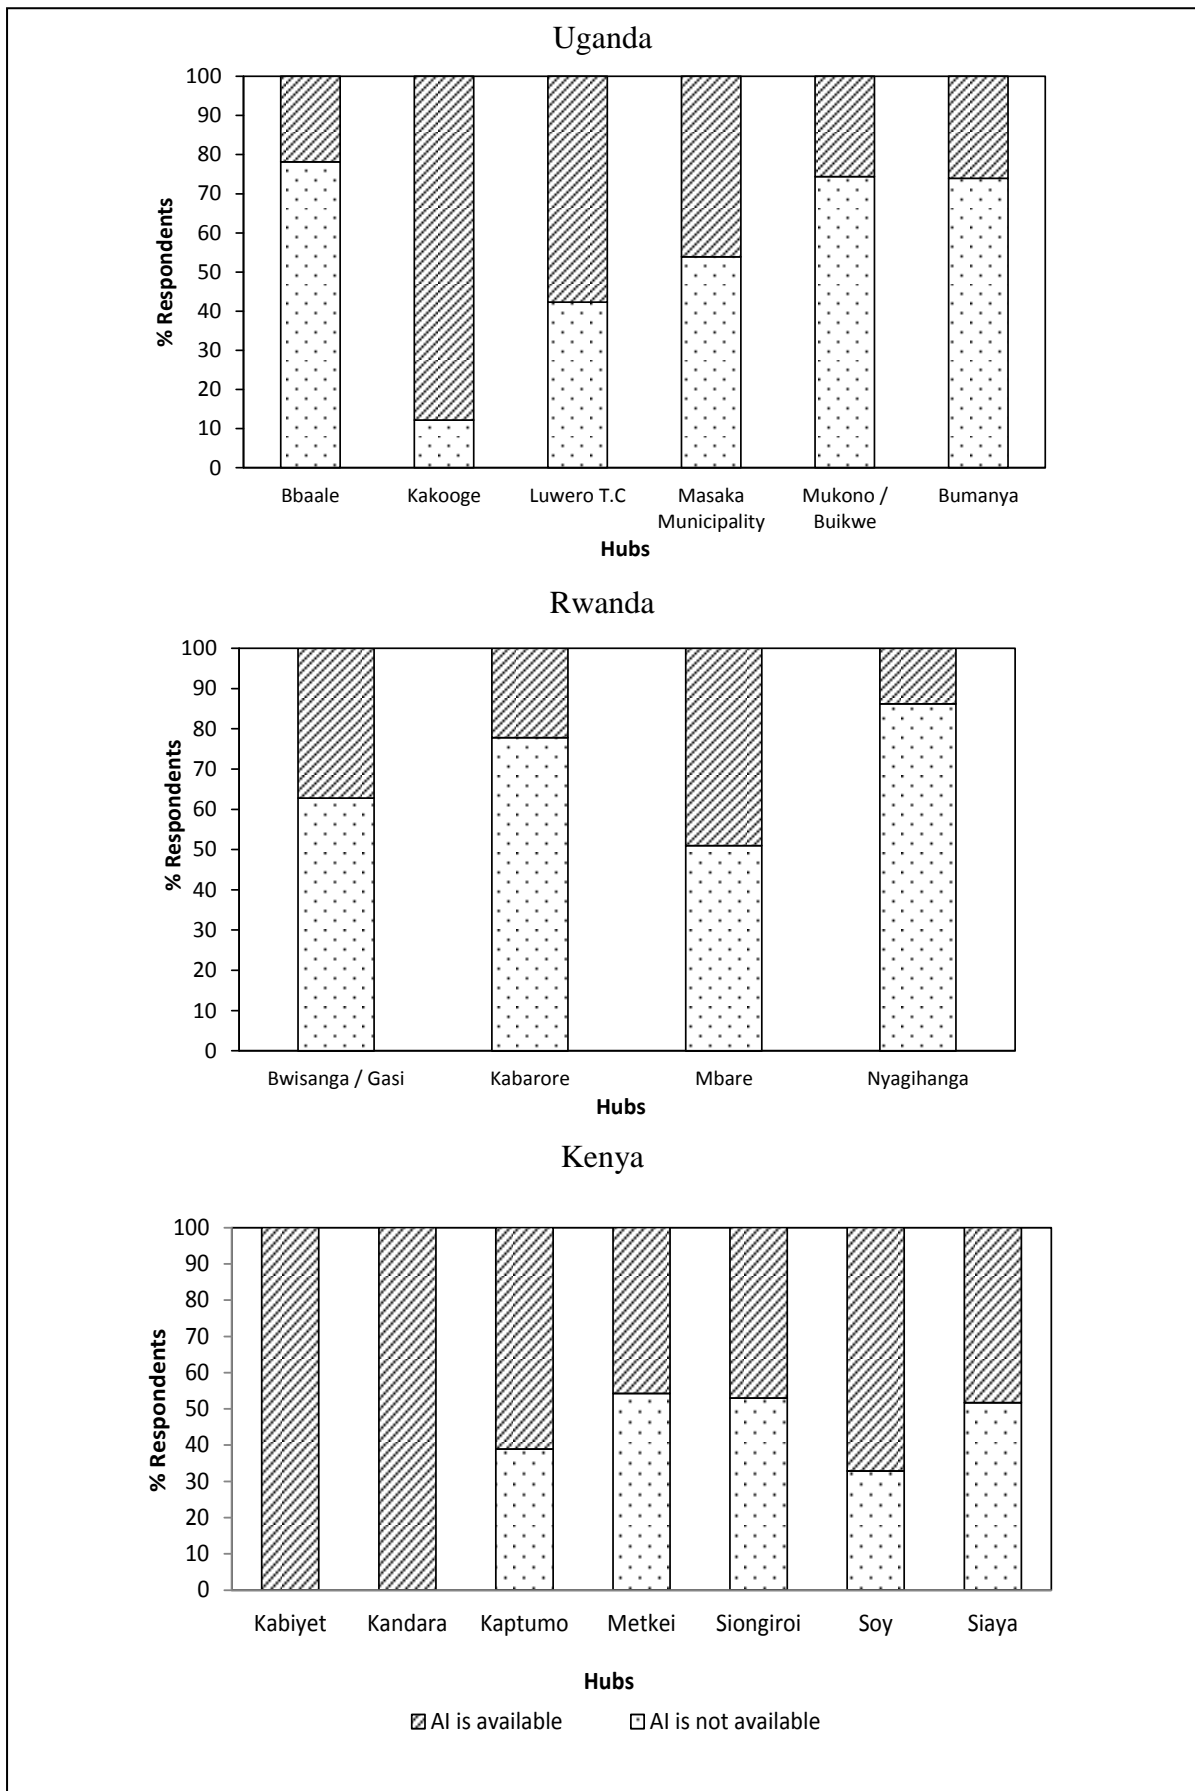 Uganda
100
90
80
70
60
50
40
30
20
10
0
% Respondents
Bbaale Kakooge Luwero T.C Masaka Mukono / Bumanya
Municipality Buikwe
Hubs
Rwanda
100
90
80
70
60
50
40
30
20
10
0
% Respondents
Bwisanga / Gasi Kabarore Mbare Nyagihanga
Hubs
Kenya
100
90
80
70
60
50
40
30
20
10
0
% Respondents
Kabiyet Kandara Kaptumo Metkei Siongiroi Soy Siaya
Hubs
AI is available AI is not available